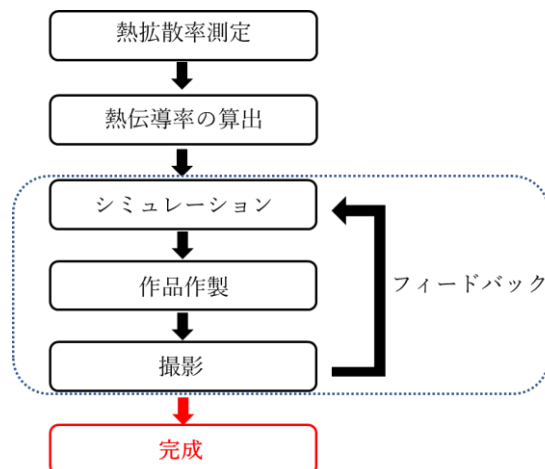 熱拡散率測定
熱伝導率の算出
シミュレーション
作品作製
フィードバック
撮影
完成